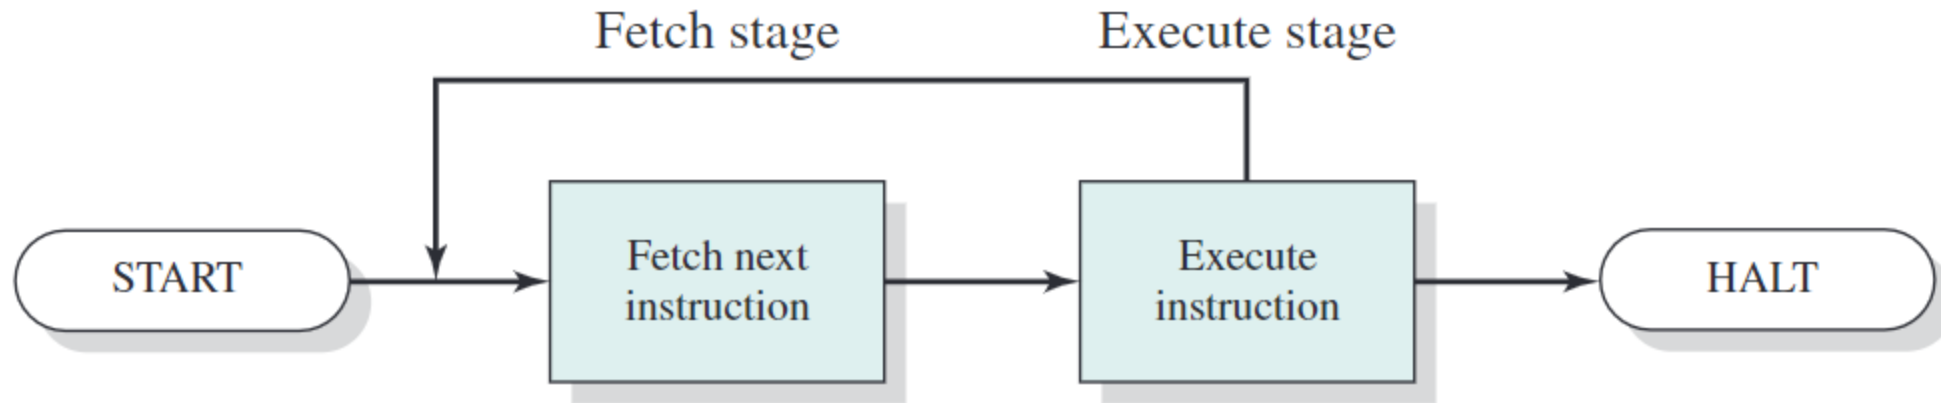 Fetch stage
Execute stage
START
Fetch next
instruction
Execute
instruction
HALT